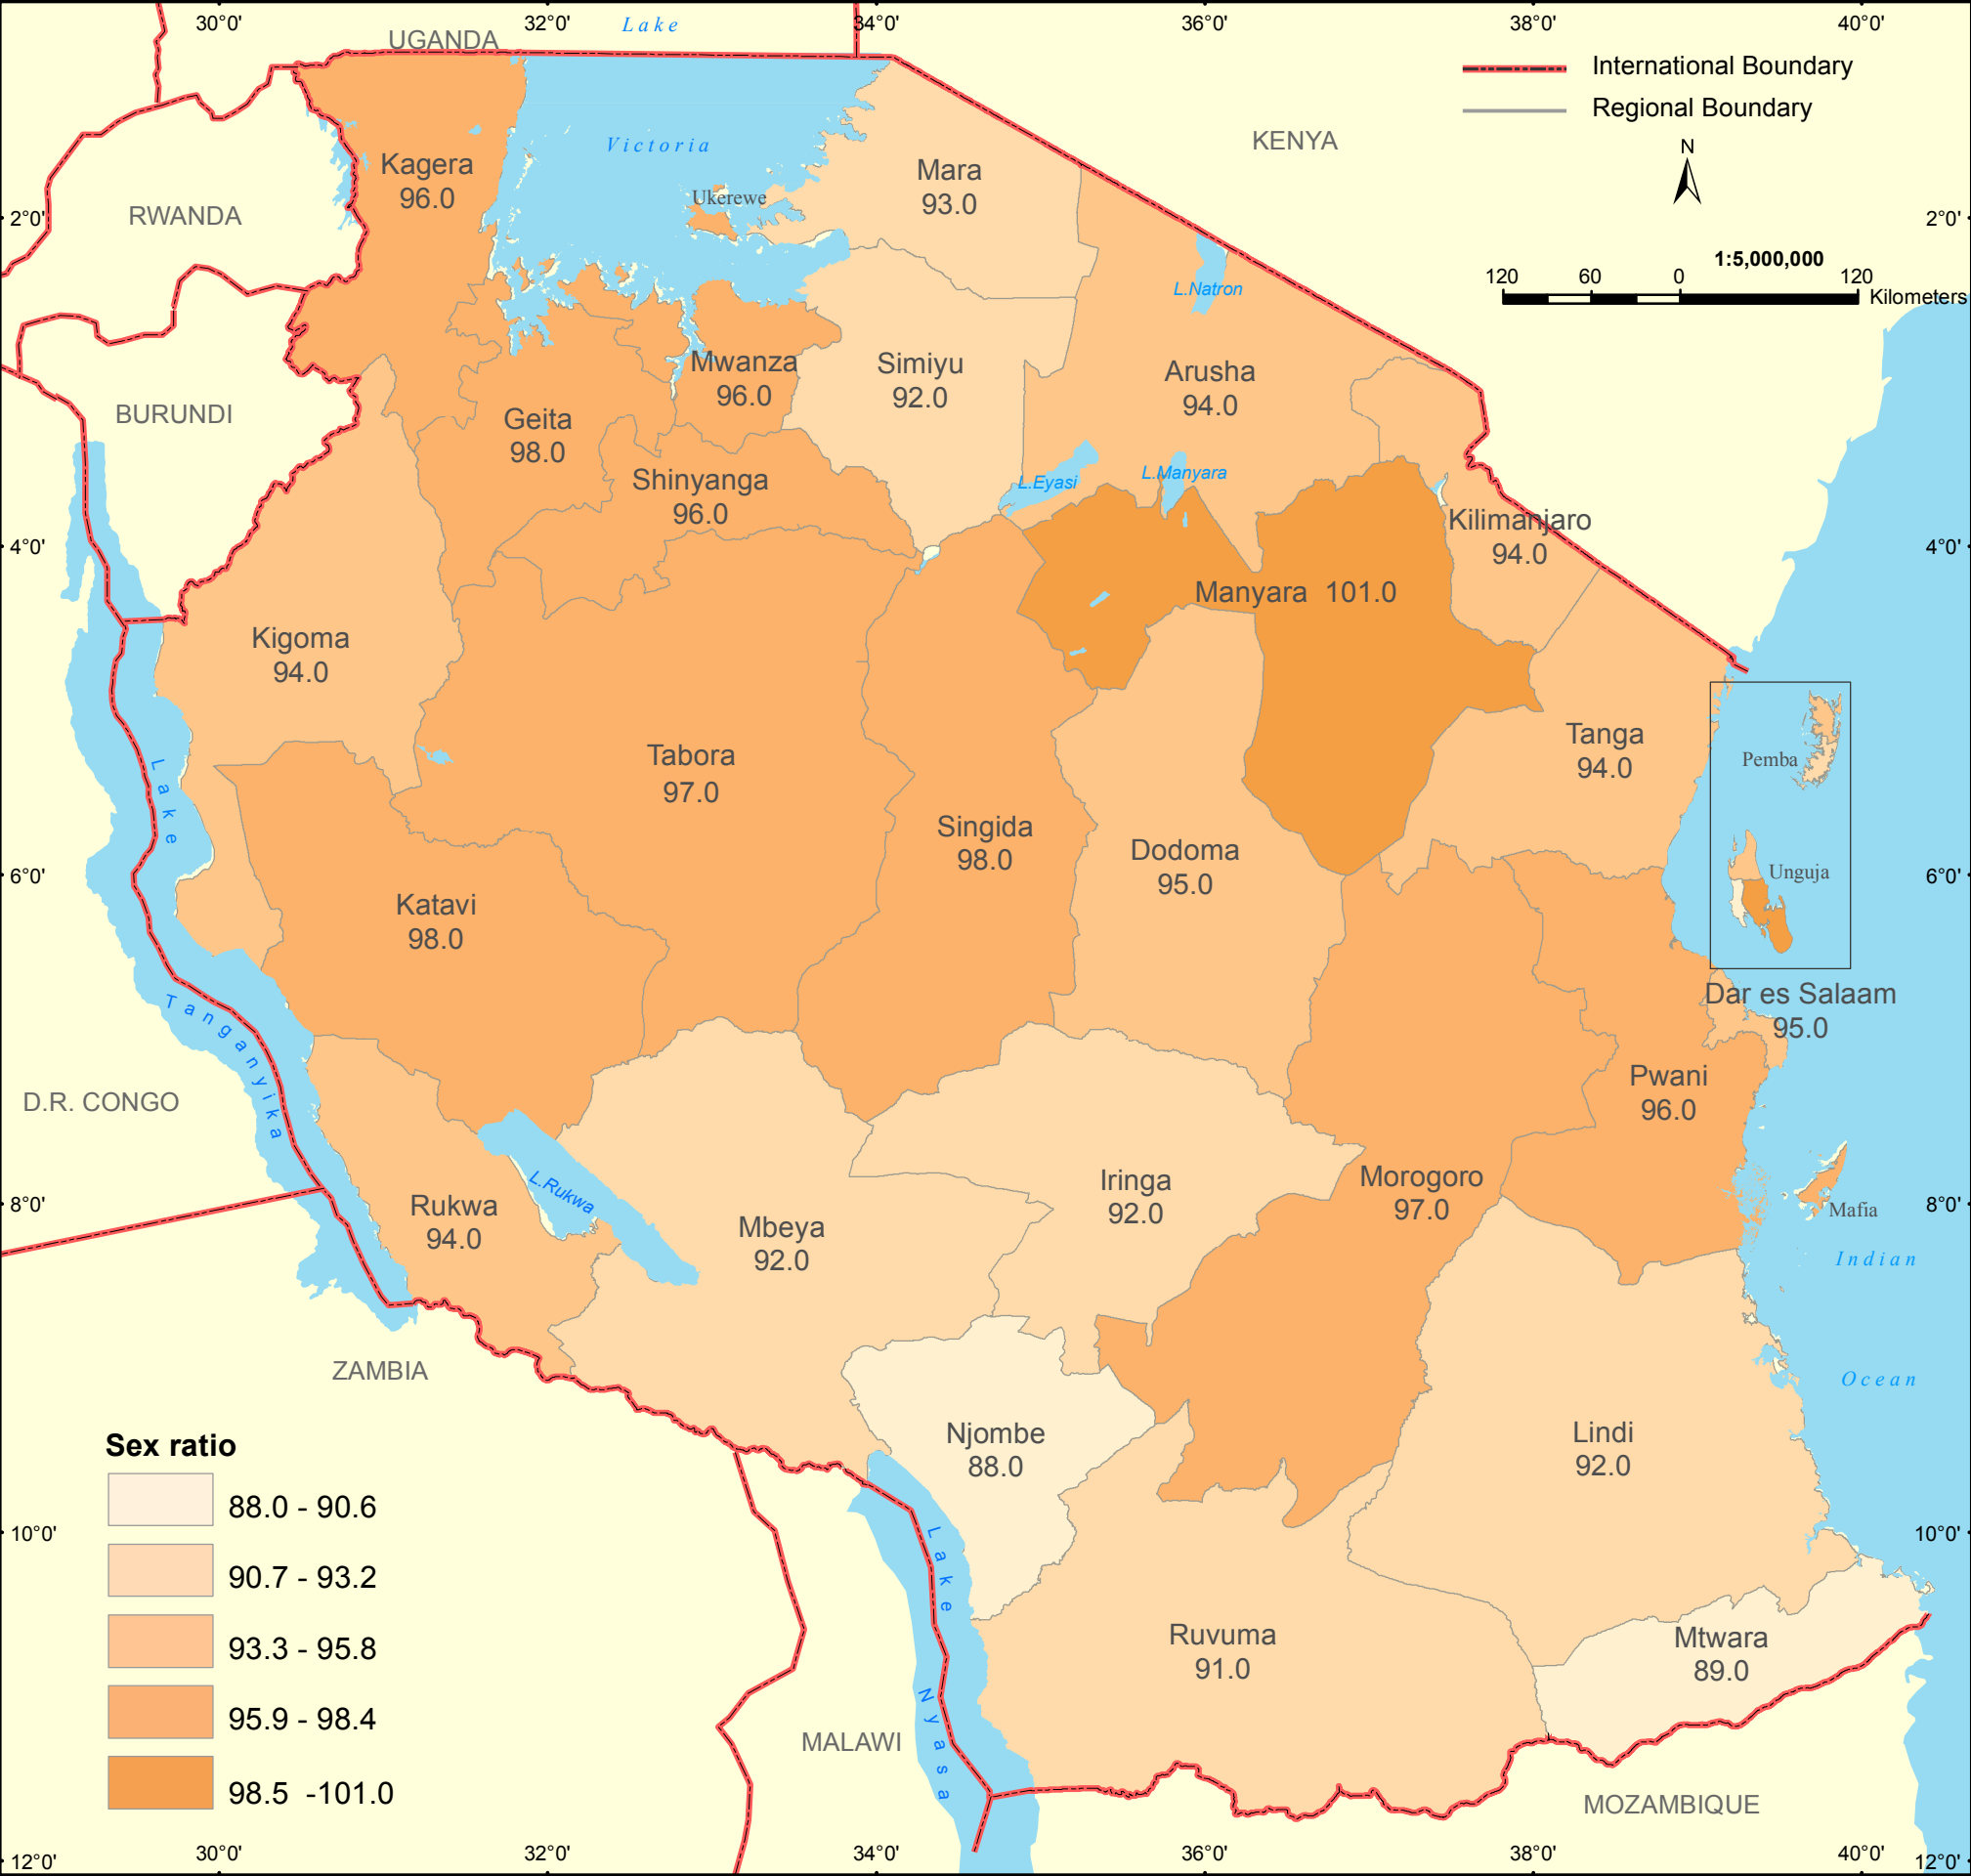 30°0' 32°0' 34°0' 36°0' 38°0' 40°0'
Lake
UGANDA
International Boundary
Regional Boundary
KENYA
N
Victoria
Kagera
96.0
Mara
93.0
Ukerewe
RWANDA
2°0' 2°0'
1:5,000,000
120 60 0 120
Kilometers
L.Natron
BURUNDI
Mwanza
96.0
Simiyu
92.0
Arusha
94.0
Geita
98.0
Shinyanga
96.0
L.Eyasi
L.Manyara
Kilimanjaro
94.0
4°0' 4°0'
Manyara 101.0
Kigoma
94.0
Tabora
97.0
Tanga
94.0
Pemba
Lake
Singida
98.0
Dodoma
95.0
6°0' 6°0'
Unguja
Katavi
98.0
Tanganyika
Dar es Salaam
95.0
D.R. CONGO
Pwani
96.0
Iringa
92.0
Morogoro
97.0
L.Rukwa
Rukwa
94.0
Mbeya
92.0
8°0' 8°0'
Mafia
Indian
Ocean
ZAMBIA
Njombe
88.0
Lindi
92.0
Sex ratio
88.0 - 90.6
90.7 - 93.2
93.3 - 95.8
95.9 - 98.4
98.5 -101.0
10°0' 10°0'
Lake
Nyasa
Ruvuma
91.0
Mtwara
89.0
MALAWI
MOZAMBIQUE
30°0' 32°0' 34°0' 36°0' 38°0' 40°0'
12°0' 12°0'